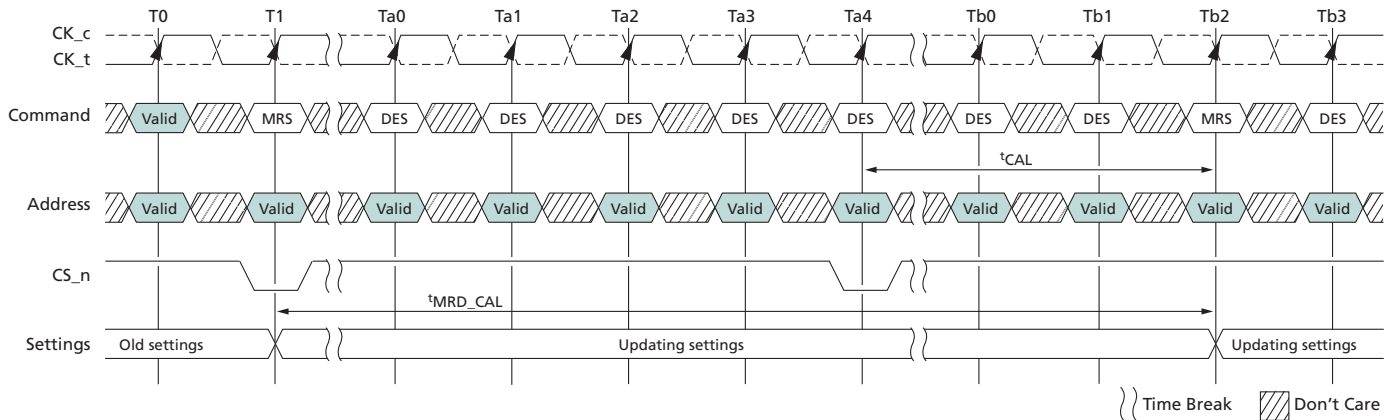 T0 T1 Ta0 Ta1 Ta2 Ta3 Ta4 Tb0 Tb1 Tb2 Tb3
CK_c
CK_t
Command Valid MRS DES DES DES DES DES DES DES MRS DES
tCAL
Address Valid Valid Valid Valid Valid Valid Valid Valid Valid Valid Valid
CS_n
tMRD_CAL
Settings Old settings Updating settings Updating settings
Time Break Don't Care